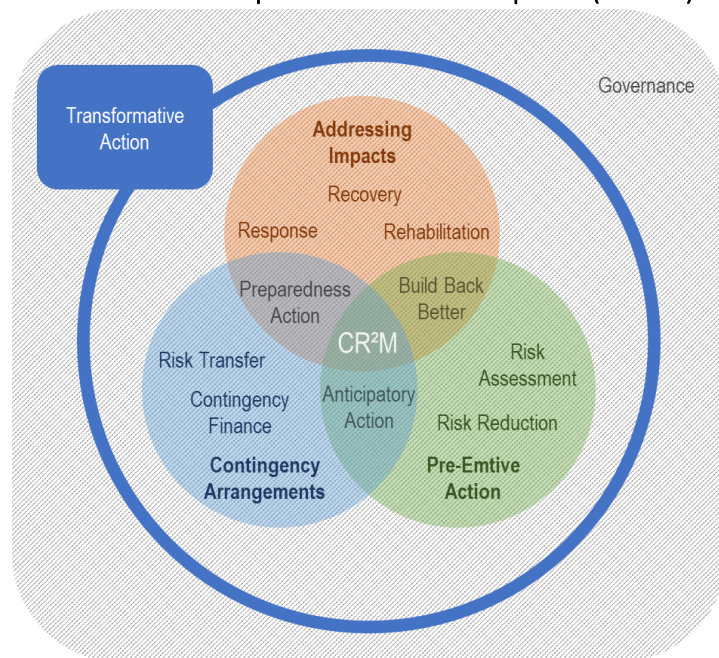 Governance
Transformative
Action
Addressing
Impacts
Recovery
Response
Rehabilitation
Preparedness
Action
Build Back
Better
CR²M
Risk Transfer
Contingency
Finance
Anticipatory
Action
Risk
Assessment
Risk Reduction
Contingency
Arrangements
Pre-Emtive
Action